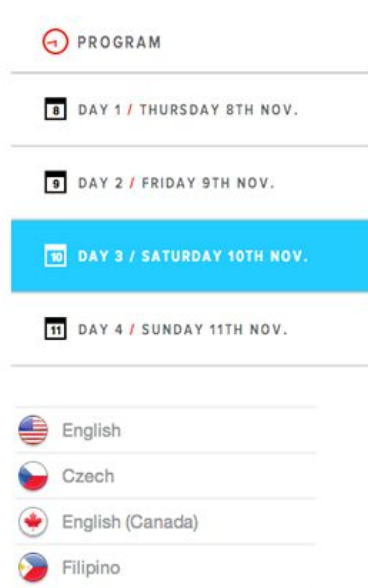 PROGRAM
8 DAY 1 / THURSDAY 8TH NOV.
9 DAY 2 / FRIDAY 9TH NOV.
10 DAY 3 / SATURDAY 10TH NOV.
11 DAY 4 / SUNDAY 11TH NOV.
English
Czech
English (Canada)
Filipino